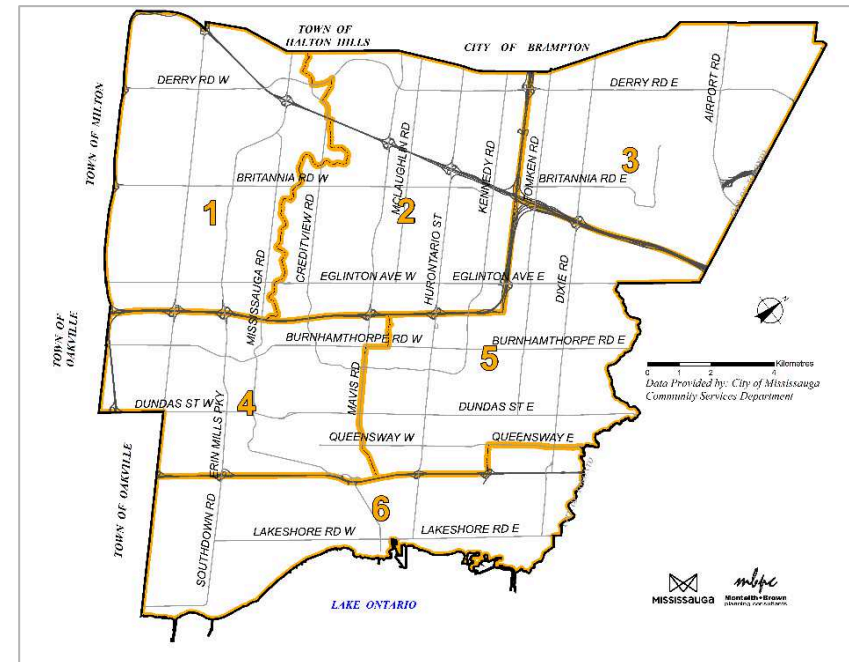 TOWN OF
HALTON HILLS
CITY OF BRAMPTON
DERRY RD W
DERRY RD E
AIRPORT RD
TOWN OF MILTON
MCLAUGHLIN RD
KENNEDY RD
TOMKEN RD
3
BRITANNIA RD W
BRITANNIA RD E
1
2
CREDITVIEW RD
MISSISSAUGA RD
HURONTARIO ST
EGLINTON AVE W
EGLINTON AVE E
DIXIE RD
TOWN OF
OAKVILLE
BURNHAMTHORPE RD W
BURNHAMTHORPE RD E
5
0
2
4
Kilometres
Data Provided by: City of Mississauga
Community Services Department
MAVIS RD
DUNDAS ST W
4
DUNDAS ST E
ERIN MILLS PKY
QUEENSWAY W
QUEENSWAY E
TOWN OF OAKVILLE
SOUTHDOWN RD
6
LAKESHORE RD W
LAKESHORE RD E
LAKE ONTARIO
MISSISSAUGA
mbpc
Monteith•Brown
planning consultants